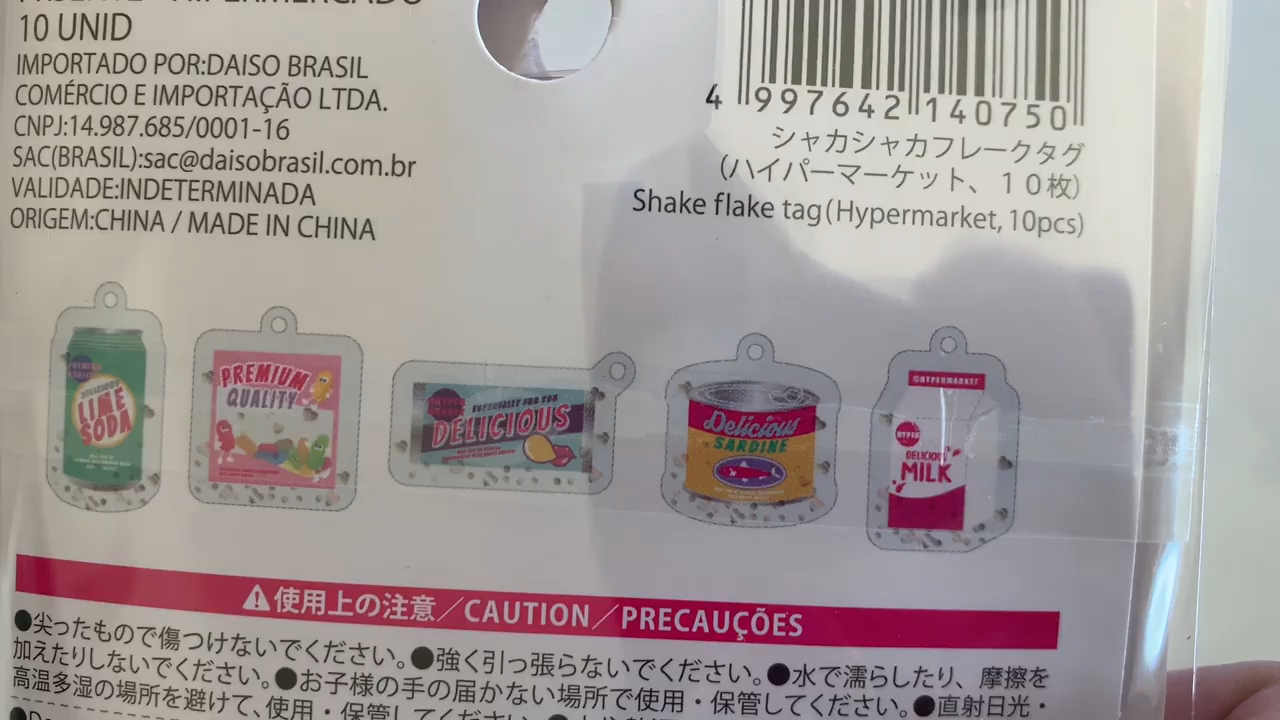 10 UNID
IMPORTADO POR:DAISO BRASIL
COMÉRCIO E IMPORTAÇÃO LTDA.
CNPJ:14.987.685/0001-16
SAC(BRASIL):sac@daisobrasil.com.br
VALIDADE:INDETERMINADA
ORIGEM:CHINA / MADE IN CHINA
4 997642 140750
シャカシャカフレークタグ
（ハイパーマーケット、１０枚）
Shake flake tag(Hypermarket, 10pcs)
DELICIOUS
LIME
SODA
PREMIUM
QUALITY
ESPECIALLY FOR YOU
DELICIOUS
Delicious
SARDINE
@HYPERMARKET
HYPER
DELICIOUS
MILK
⚠使用上の注意／CAUTION／PRECAUÇÕES
●尖ったもので傷つけないでください。●強く引っ張らないでください。●水で濡らしたり、摩擦を
加えたりしないでください。●お子様の手の届かない場所で使用・保管してください。●直射日光・
高温多湿の場所を避けて、使用・保管してください。